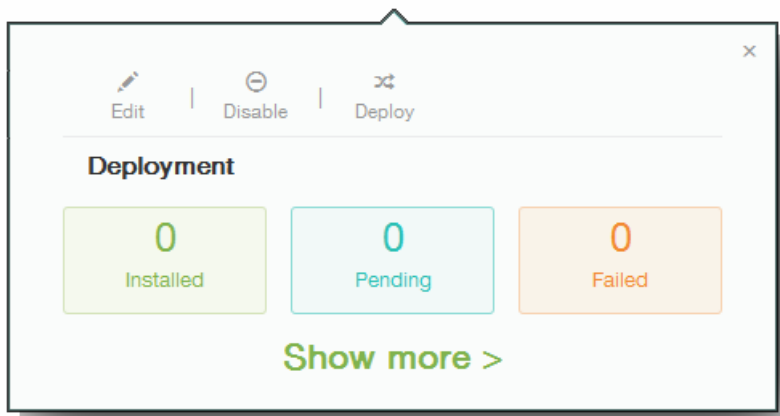 ×
Edit | Disable | Deploy
Deployment
0 0 0
Installed Pending Failed
Show more >